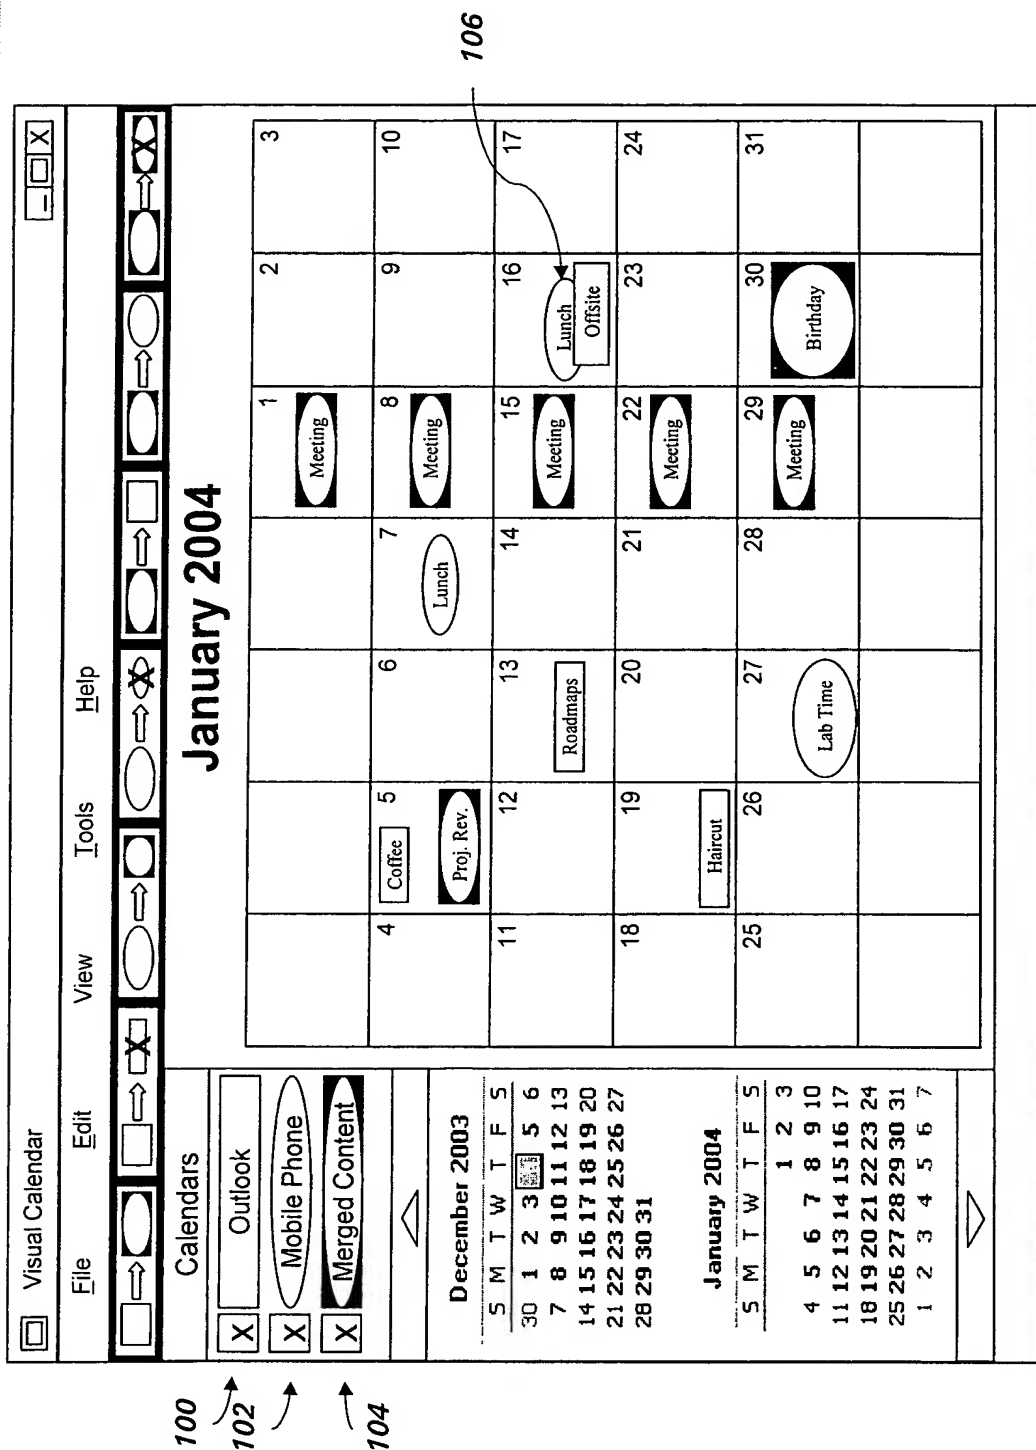 Visual Calendar
_ X
File Edit View Tools Help
X X X
Calendars
X Outlook
X Mobile Phone
X Merged Content
100
102
104
December 2003
S M T W T F S
30 1 2 3 5 6
7 8 9 10 11 12 13
14 15 16 17 18 19 20
21 22 23 24 25 26 27
28 29 30 31
January 2004
S M T W T F S
1 2 3
4 5 6 7 8 9 10
11 12 13 14 15 16 17
18 19 20 21 22 23 24
25 26 27 28 29 30 31
1 2 3 4 5 6 7
January 2004
1 2 3
Meeting
4 5 6 7 8 9 10
Coffee
Proj. Rev. Lunch Meeting
11 12 13 14 15 16 17
Roadmaps Meeting Lunch
Offsite
106
18 19 20 21 22 23 24
Haircut Meeting
25 26 27 28 29 30 31
Lab Time Meeting Birthday